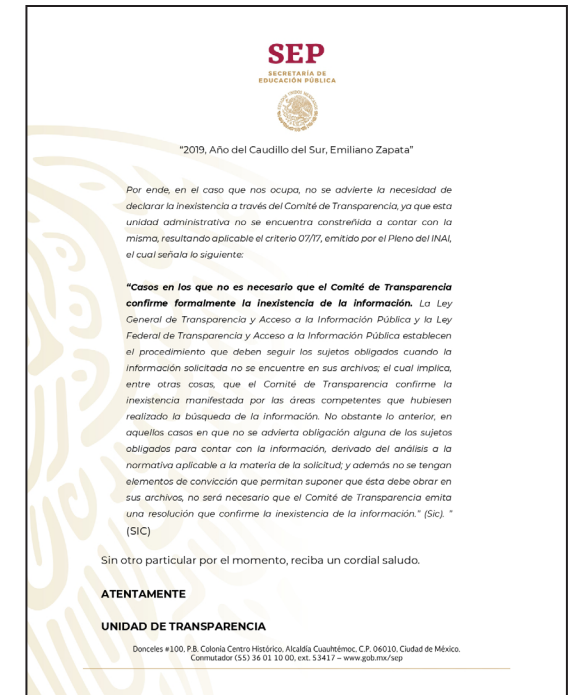 SEP
SECRETARÍA DE
EDUCACIÓN PÚBLICA
"2019, Año del Caudillo del Sur, Emiliano Zapata"
Por ende, en el caso que nos ocupa, no se advierte la necesidad de
declarar la inexistencia a través del Comité de Transparencia, ya que esta
unidad administrativa no se encuentra constreñida a contar con la
misma, resultando aplicable el criterio 07/17, emitido por el Pleno del INAI,
el cual señala lo siguiente:
"Casos en los que no es necesario que el Comité de Transparencia
confirme formalmente la inexistencia de la información. La Ley
General de Transparencia y Acceso a la Información Pública y la Ley
Federal de Transparencia y Acceso a la Información Pública establecen
el procedimiento que deben seguir los sujetos obligados cuando la
información solicitada no se encuentre en sus archivos; el cual implica,
entre otras cosas, que el Comité de Transparencia confirme la
inexistencia manifestada por las áreas competentes que hubiesen
realizado la búsqueda de la información. No obstante lo anterior, en
aquellos casos en que no se advierta obligación alguna de los sujetos
obligados para contar con la información, derivado del análisis a la
normativa aplicable a la materia de la solicitud; y además no se tengan
elementos de convicción que permitan suponer que ésta debe obrar en
sus archivos, no será necesario que el Comité de Transparencia emita
una resolución que confirme la inexistencia de la información." (Sic). "
(SIC)
Sin otro particular por el momento, reciba un cordial saludo.
ATENTAMENTE
UNIDAD DE TRANSPARENCIA
Donceles #100, P.B. Colonia Centro Histórico, Alcaldía Cuauhtémoc, C.P. 06010, Ciudad de México.
Conmutador (55) 36 01 10 00, ext. 53417 – www.gob.mx/sep